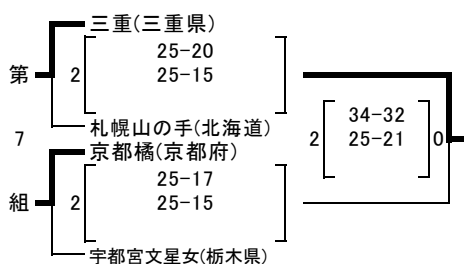 三重(三重県)
25-20
第 2 25-15
札幌山の手(北海道)
34-32
7 2 25-21 0
京都橘(京都府)
25-17
組 2 25-15
宇都宮文星女(栃木県)